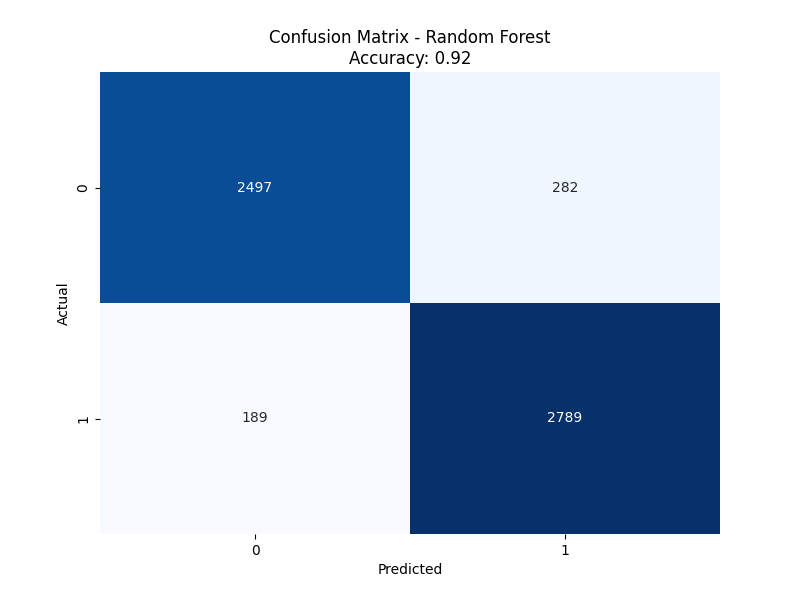 Confusion Matrix - Random Forest
Accuracy: 0.92
0
2497
282
Actual
1
189
2789
0
1
Predicted